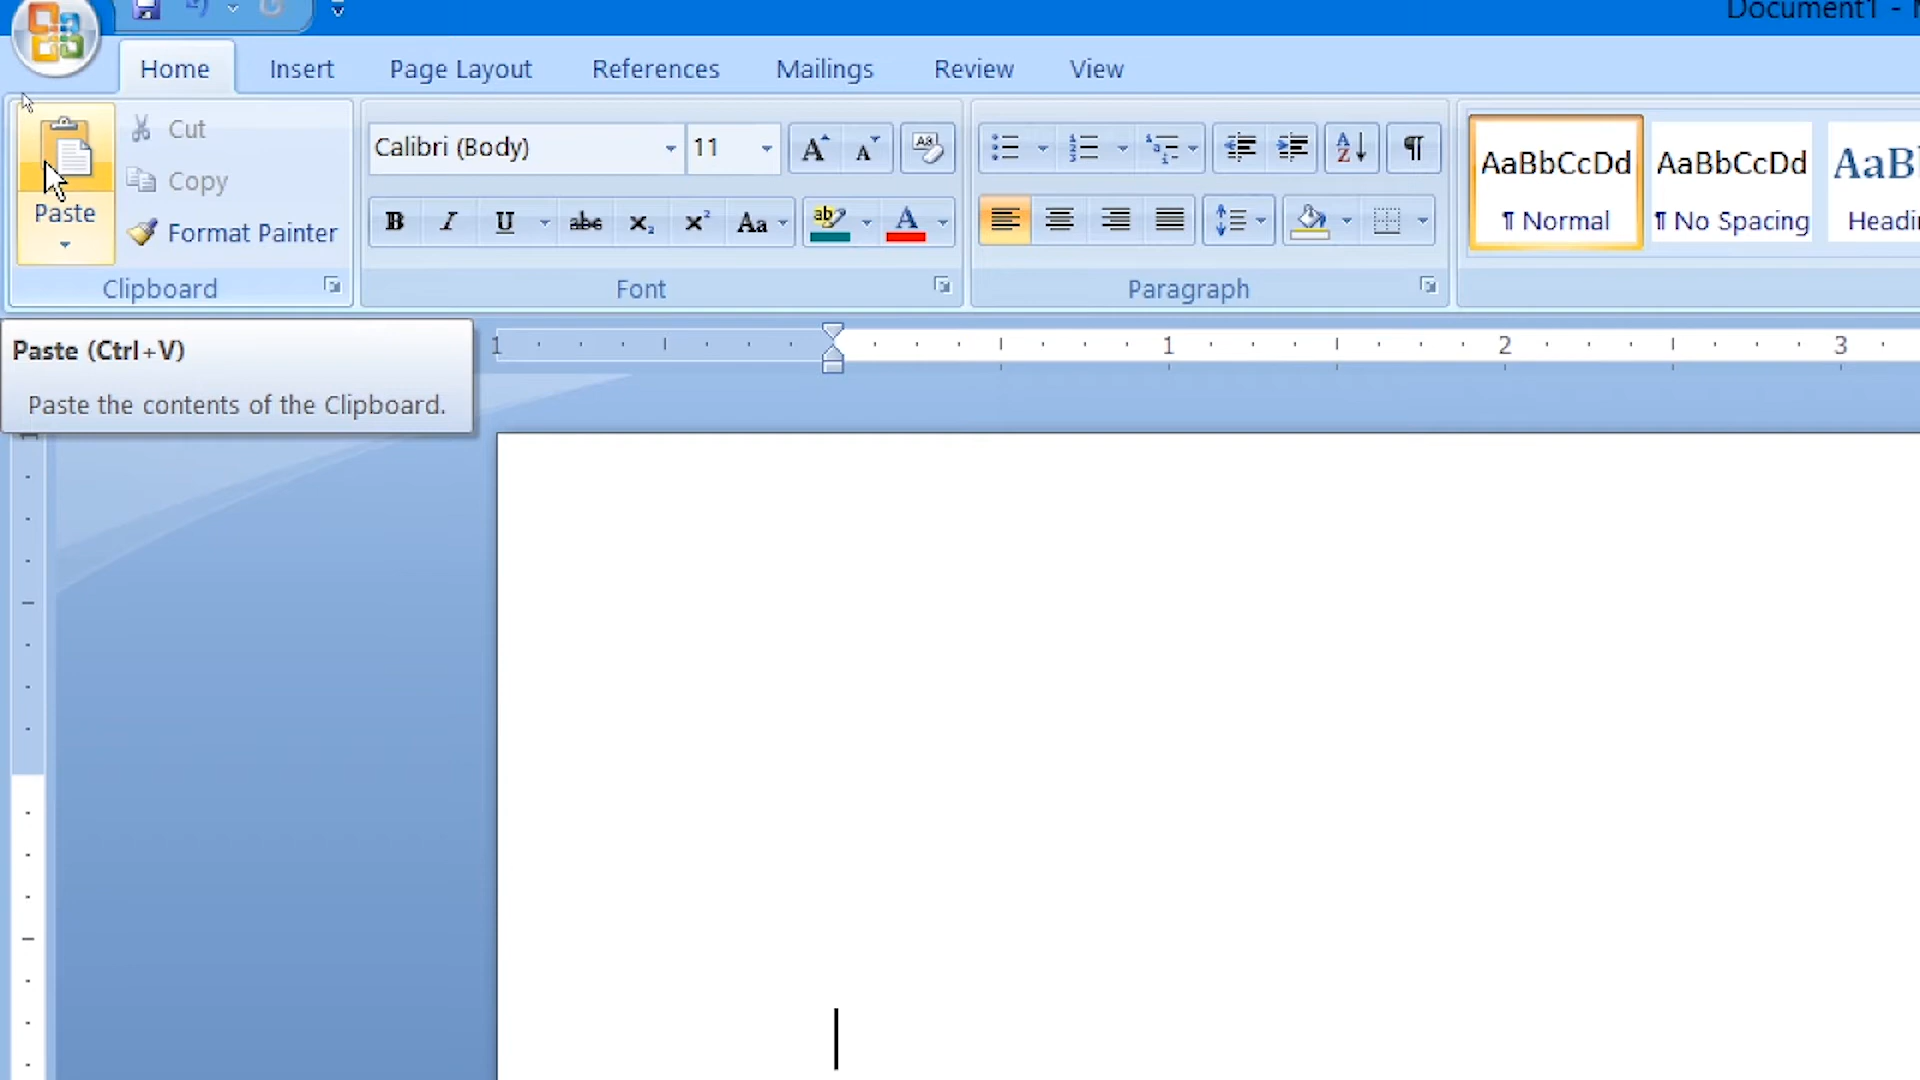 Document1 -
Home Insert Page Layout References Mailings Review View
Cut
Calibri (Body) 11
AaBbCcDd AaBbCcDd AaB
Copy
Paste
¶ Normal ¶ No Spacing Headi
Format Painter
Clipboard Font Paragraph
Paste (Ctrl+V)
Paste the contents of the Clipboard.
1 1 2 3